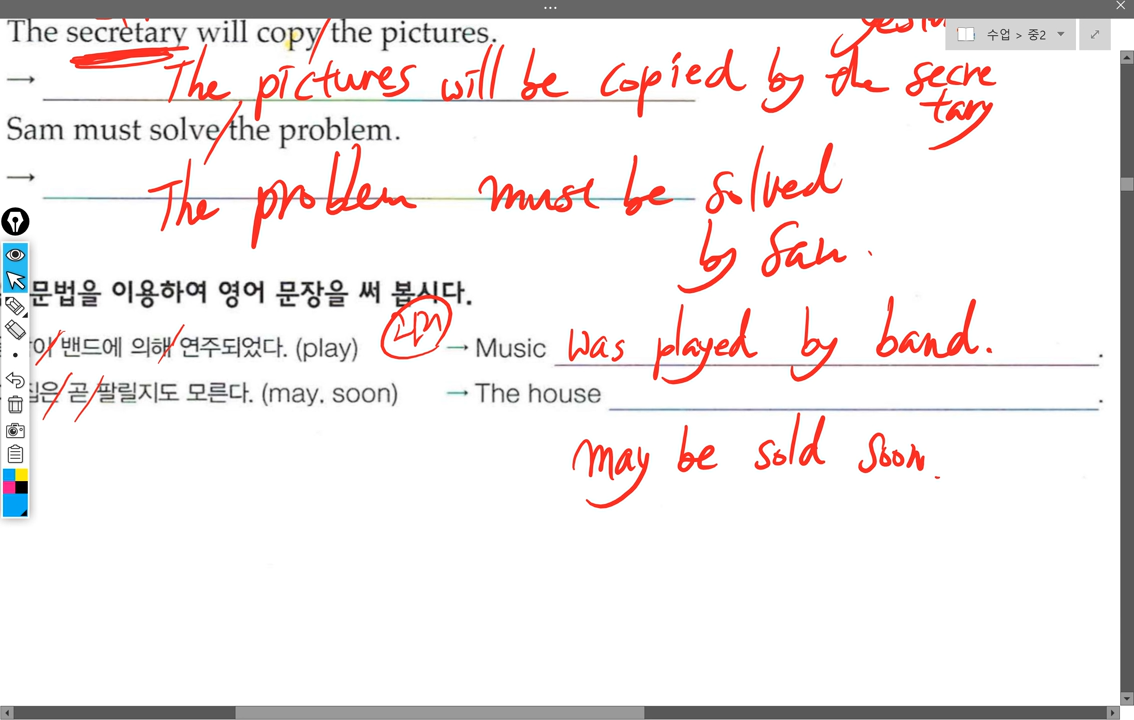 수업 > 중2
The secretary will copy the pictures.
→ The pictures will be copied by the secre
tary
Sam must solve the problem.
→ The problem must be solved
by Sam.
문법을 이용하여 영어 문장을 써 봅시다.
이 밴드에 의해 연주되었다. (play) → Music was played by band. .
집은 곧 팔릴지도 모른다. (may, soon) → The house .
may be sold soon.